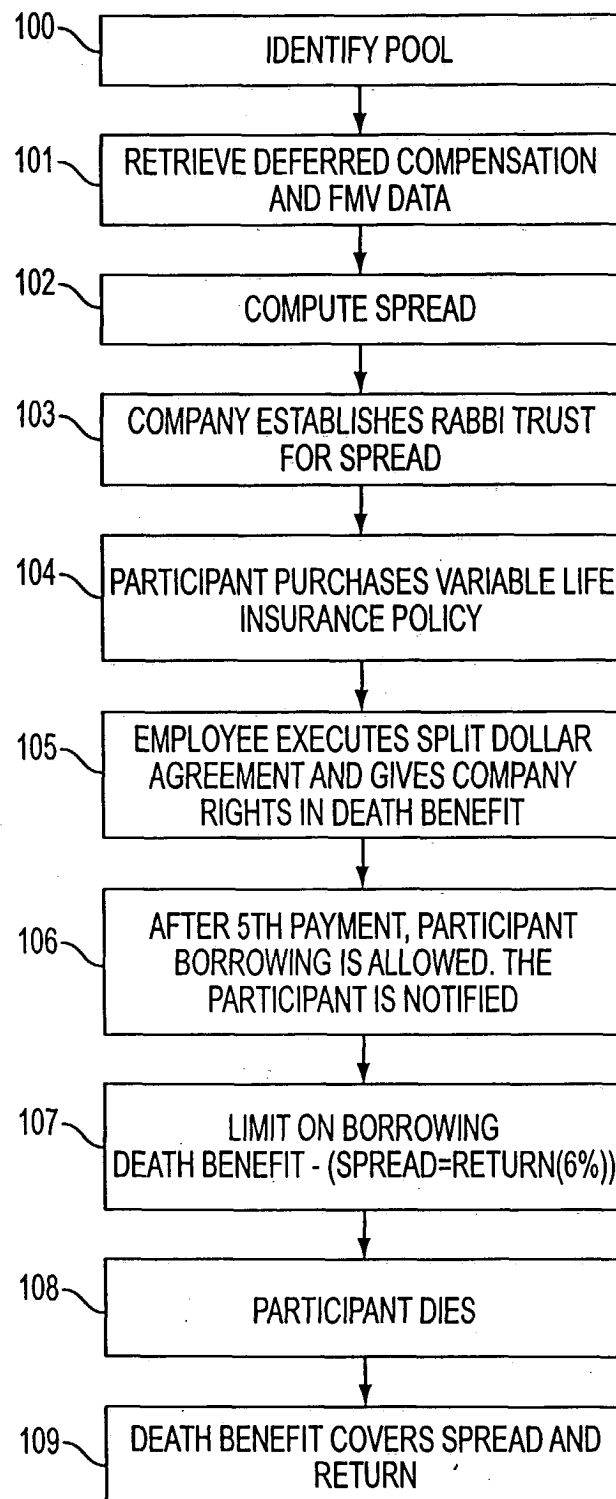 100
IDENTIFY POOL
101
RETRIEVE DEFERRED COMPENSATION
AND FMV DATA
102
COMPUTE SPREAD
103
COMPANY ESTABLISHES RABBI TRUST
FOR SPREAD
104
PARTICIPANT PURCHASES VARIABLE LIFE
INSURANCE POLICY
105
EMPLOYEE EXECUTES SPLIT DOLLAR
AGREEMENT AND GIVES COMPANY
RIGHTS IN DEATH BENEFIT
106
AFTER 5TH PAYMENT, PARTICIPANT
BORROWING IS ALLOWED. THE
PARTICIPANT IS NOTIFIED
107
LIMIT ON BORROWING
DEATH BENEFIT - (SPREAD=RETURN(6%))
108
PARTICIPANT DIES
109
DEATH BENEFIT COVERS SPREAD AND
RETURN